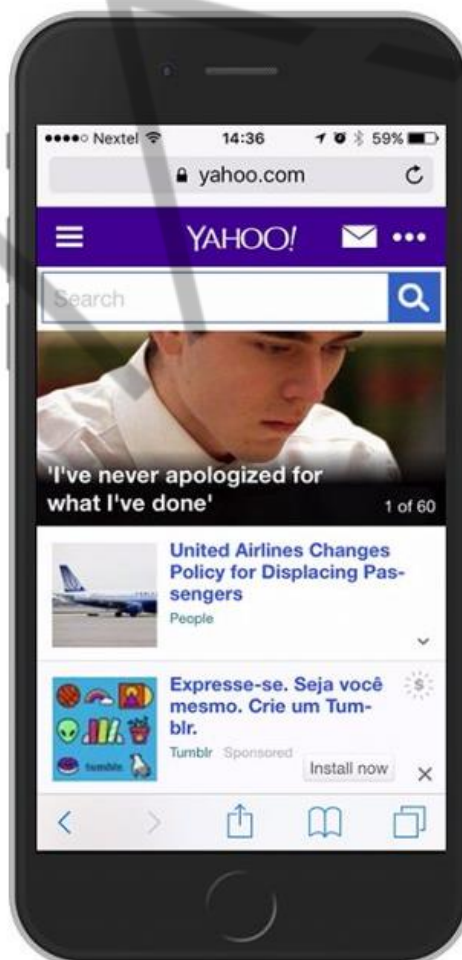 Nextel 14:36 59%
yahoo.com
YAHOO!
Search
'I've never apologized for
what I've done'
1 of 60
United Airlines Changes
Policy for Displacing Pas-
sengers
People
Expresse-se. Seja você
mesmo. Crie um Tum-
blr.
Tumblr Sponsored
Install now
tumblr.